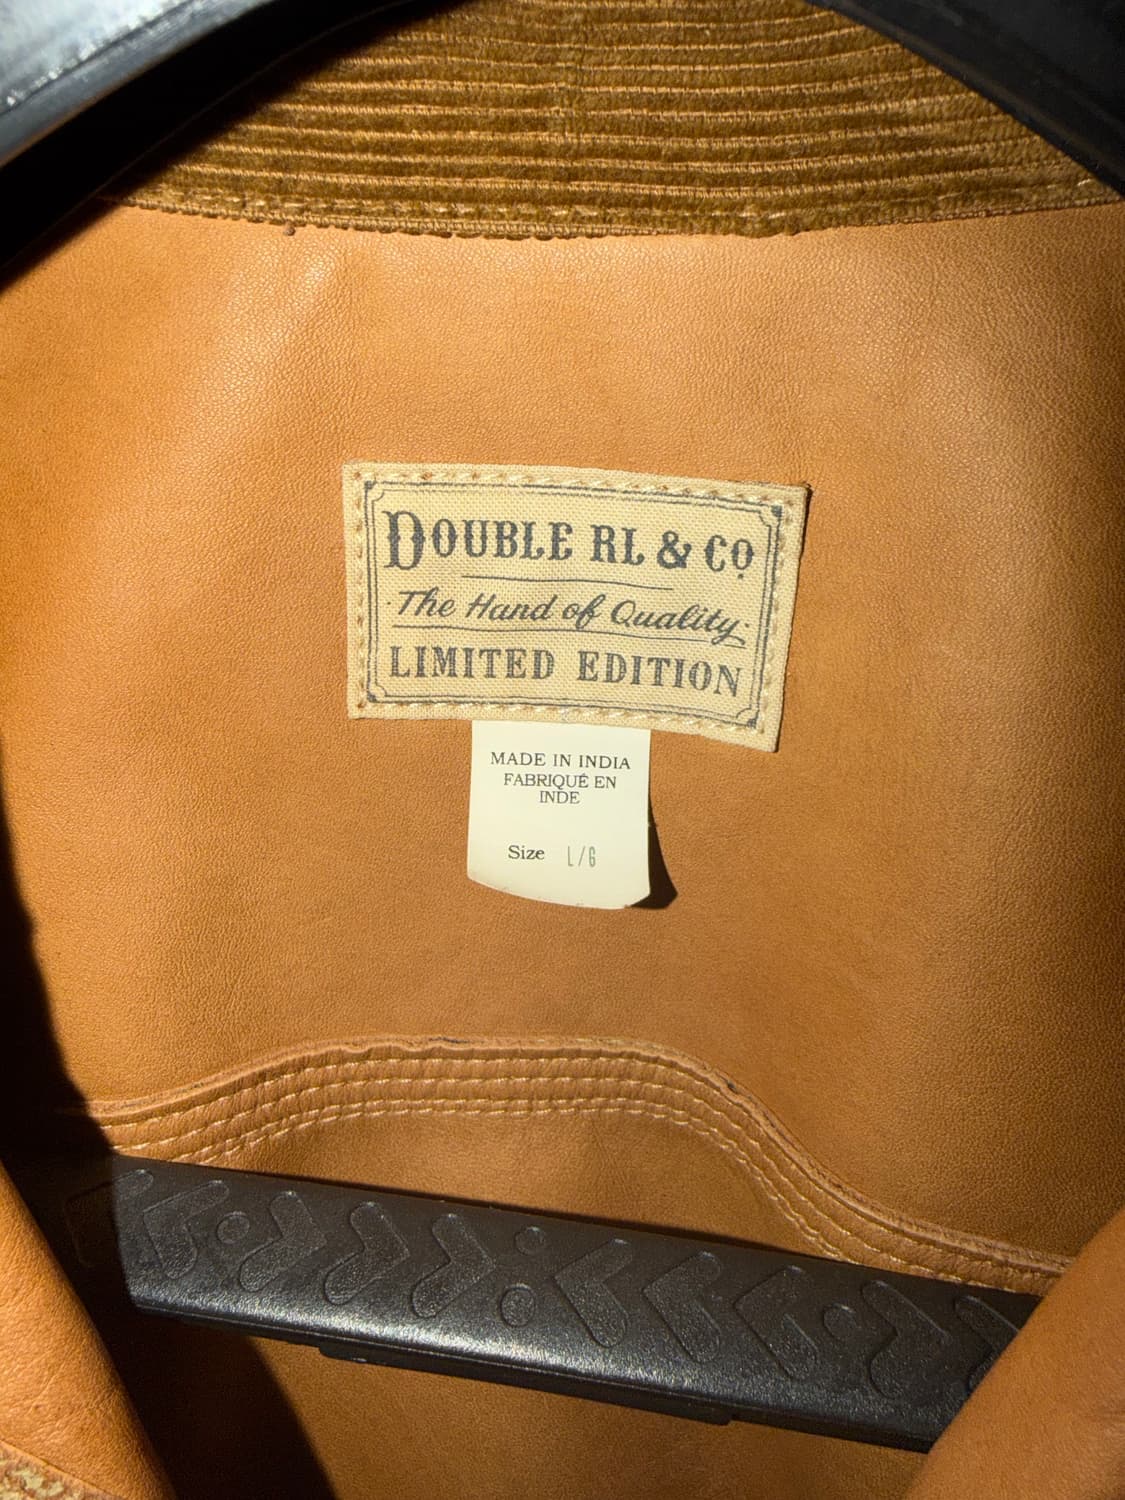 DOUBLE RL & CO
The Hand of Quality
LIMITED EDITION
MADE IN INDIA
FABRIQUÉ EN
INDE
Size L/G